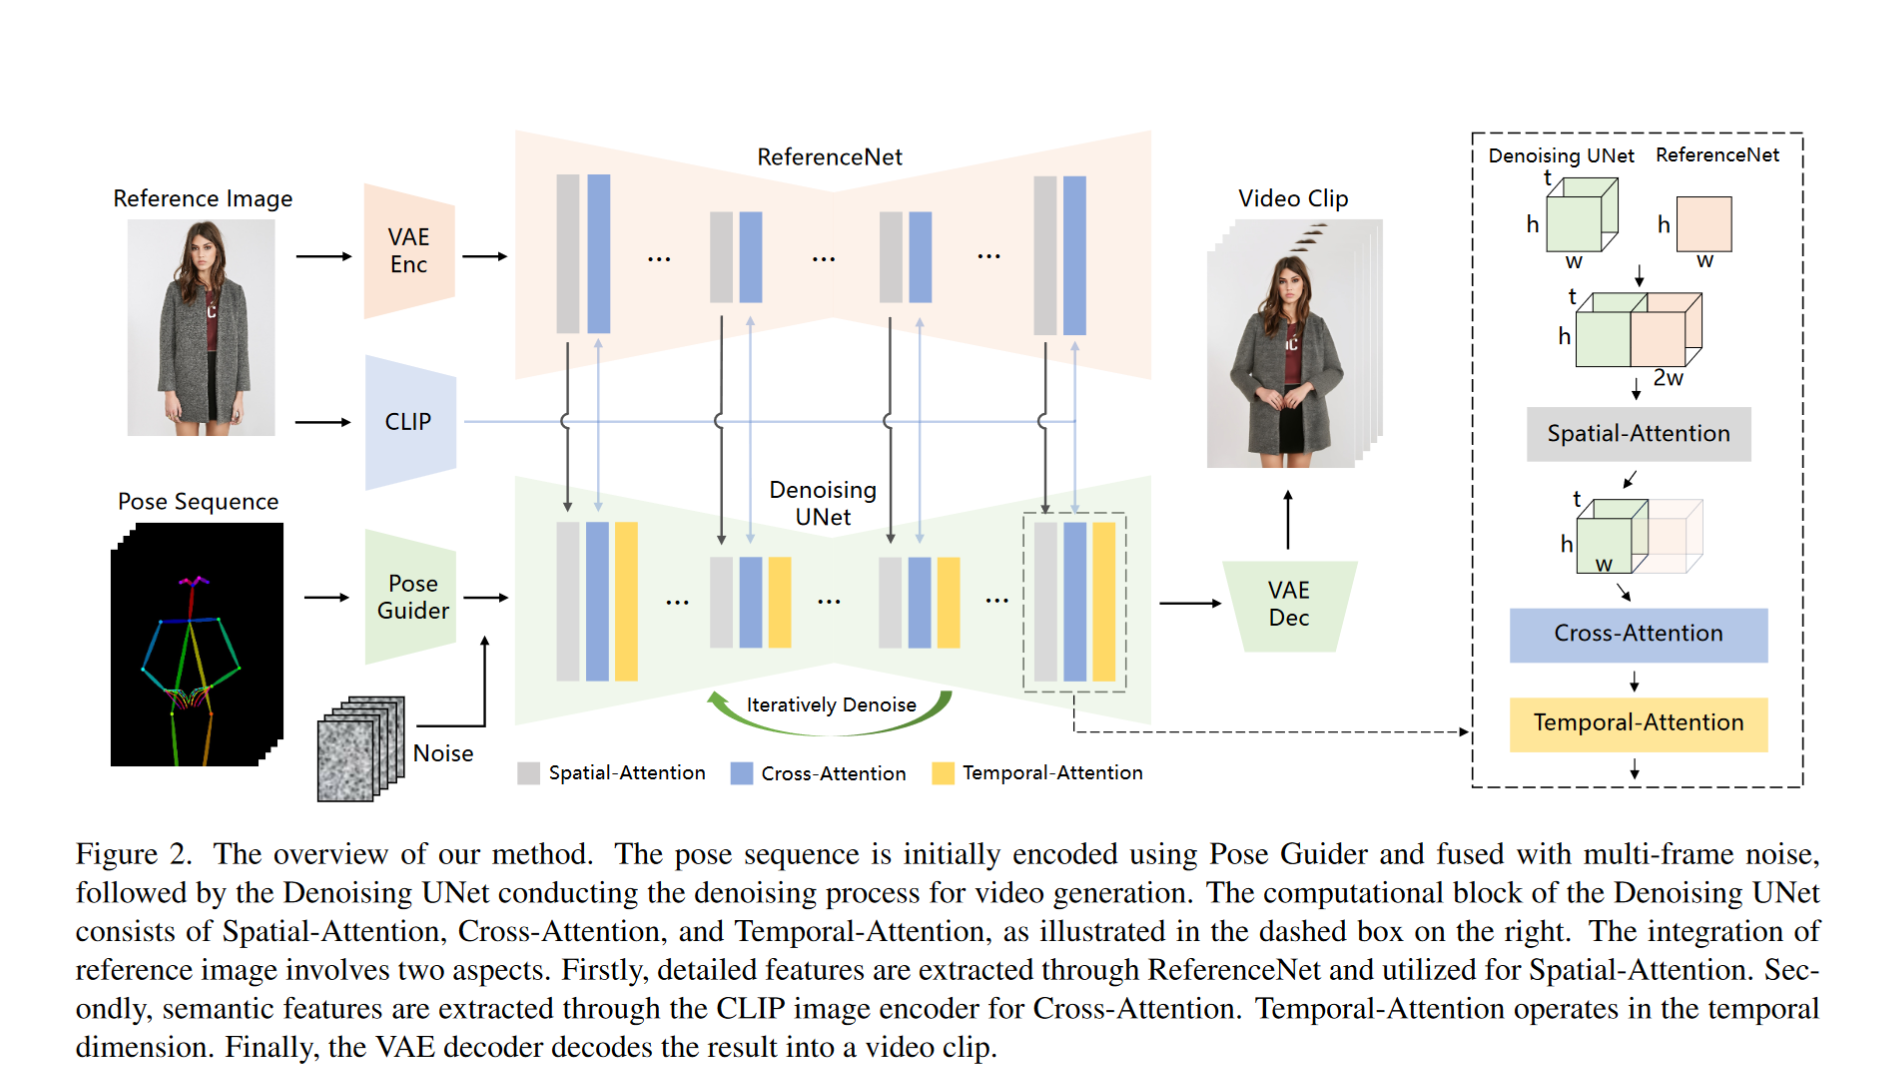 ReferenceNet
Reference Image
VAE
Enc
CLIP
Pose Sequence
Pose
Guider
Noise
Denoising
UNet
Iteratively Denoise
Spatial-Attention
Cross-Attention
Temporal-Attention
...
...
...
...
...
...
Video Clip
VAE
Dec
Denoising UNet
ReferenceNet
t
h
w
h
w
t
h
2w
Spatial-Attention
t
h
w
Cross-Attention
Temporal-Attention
Figure 2. The overview of our method. The pose sequence is initially encoded using Pose Guider and fused with multi-frame noise,
followed by the Denoising UNet conducting the denoising process for video generation. The computational block of the Denoising UNet
consists of Spatial-Attention, Cross-Attention, and Temporal-Attention, as illustrated in the dashed box on the right. The integration of
reference image involves two aspects. Firstly, detailed features are extracted through ReferenceNet and utilized for Spatial-Attention. Sec-
ondly, semantic features are extracted through the CLIP image encoder for Cross-Attention. Temporal-Attention operates in the temporal
dimension. Finally, the VAE decoder decodes the result into a video clip.